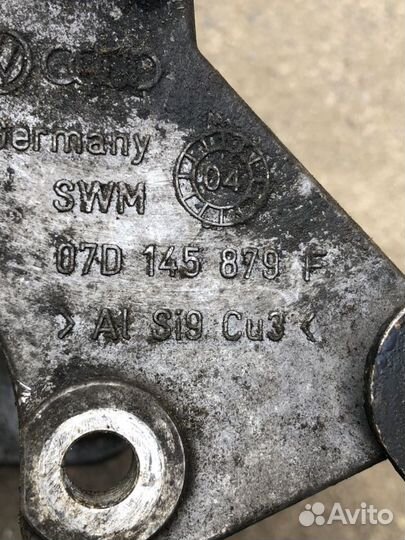 Germany
SWM
04
07D 145 879 F
>Al Si9 Cu3<
Avito